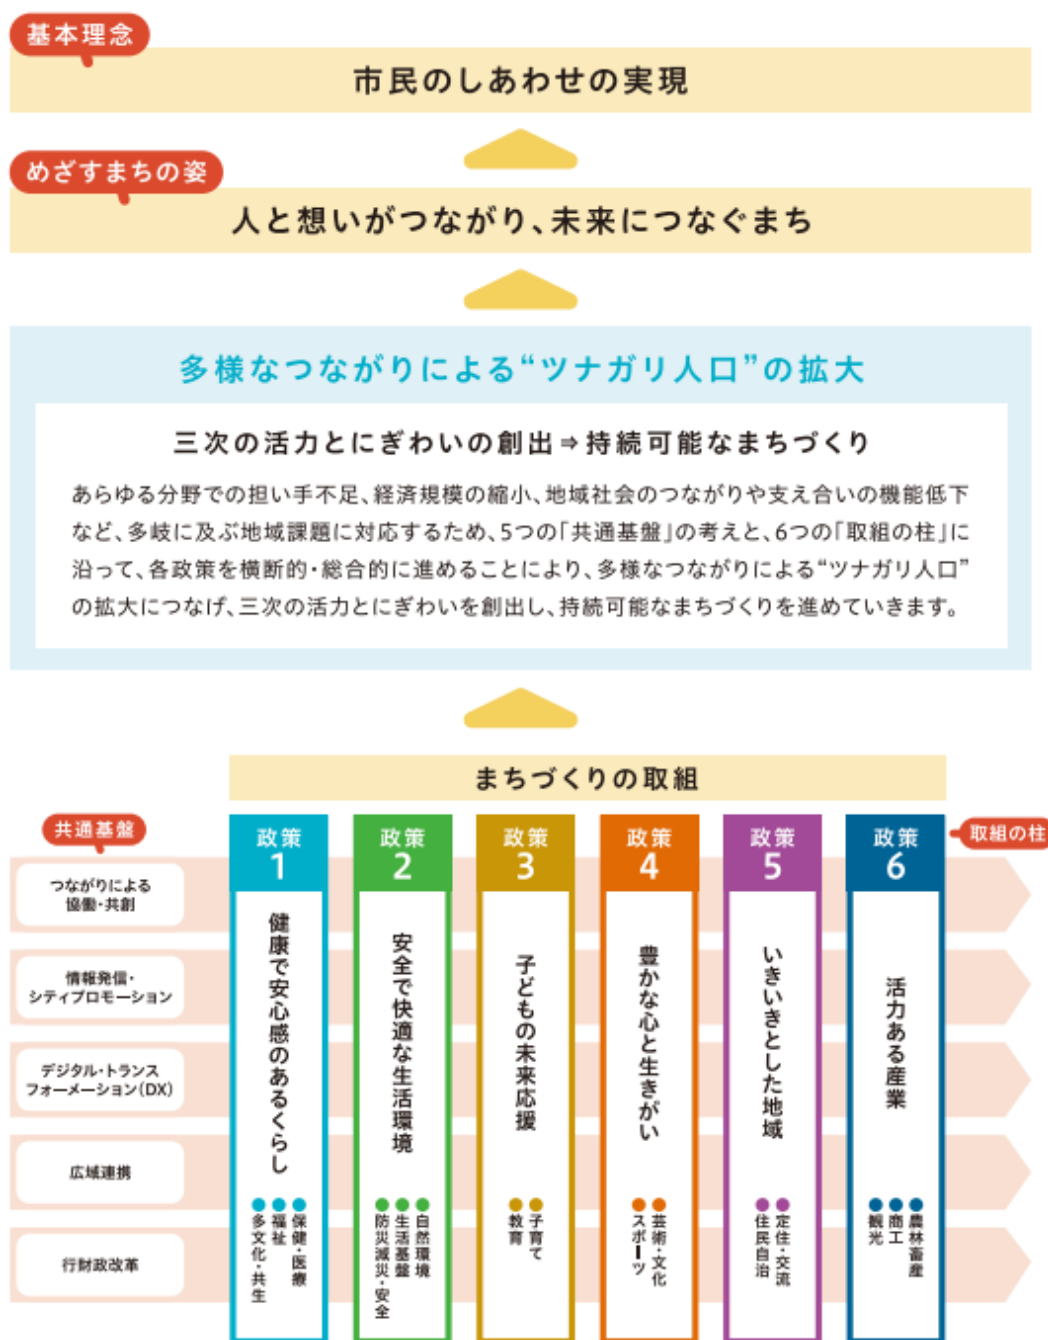 基本理念
市民のしあわせの実現
めざすまちの姿
人と想いがつながり、未来につなぐまち
多様なつながりによる“ツナガリ人口”の拡大
三次の活力とにぎわいの創出⇒持続可能なまちづくり
あらゆる分野での担い手不足、経済規模の縮小、地域社会のつながりや支え合いの機能低下
など、多岐に及ぶ地域課題に対応するため、5つの「共通基盤」の考えと、6つの「取組の柱」に
沿って、各政策を横断的・総合的に進めることにより、多様なつながりによる“ツナガリ人口”
の拡大につなげ、三次の活力とにぎわいを創出し、持続可能なまちづくりを進めていきます。
まちづくりの取組
共通基盤
取組の柱
つながりによる
協働・共創
情報発信・
シティプロモーション
デジタル・トランス
フォーメーション(DX)
広域連携
行財政改革
政策
1
健康で安心感のあるくらし
保健・医療
福祉
多文化・共生
政策
2
安全で快適な生活環境
自然環境
生活基盤
防災減災・安全
政策
3
子どもの未来応援
子育て
教育
政策
4
豊かな心と生きがい
芸術・文化
スポーツ
政策
5
いきいきとした地域
定住・交流
住民自治
政策
6
活力ある産業
農林畜産
商工
観光